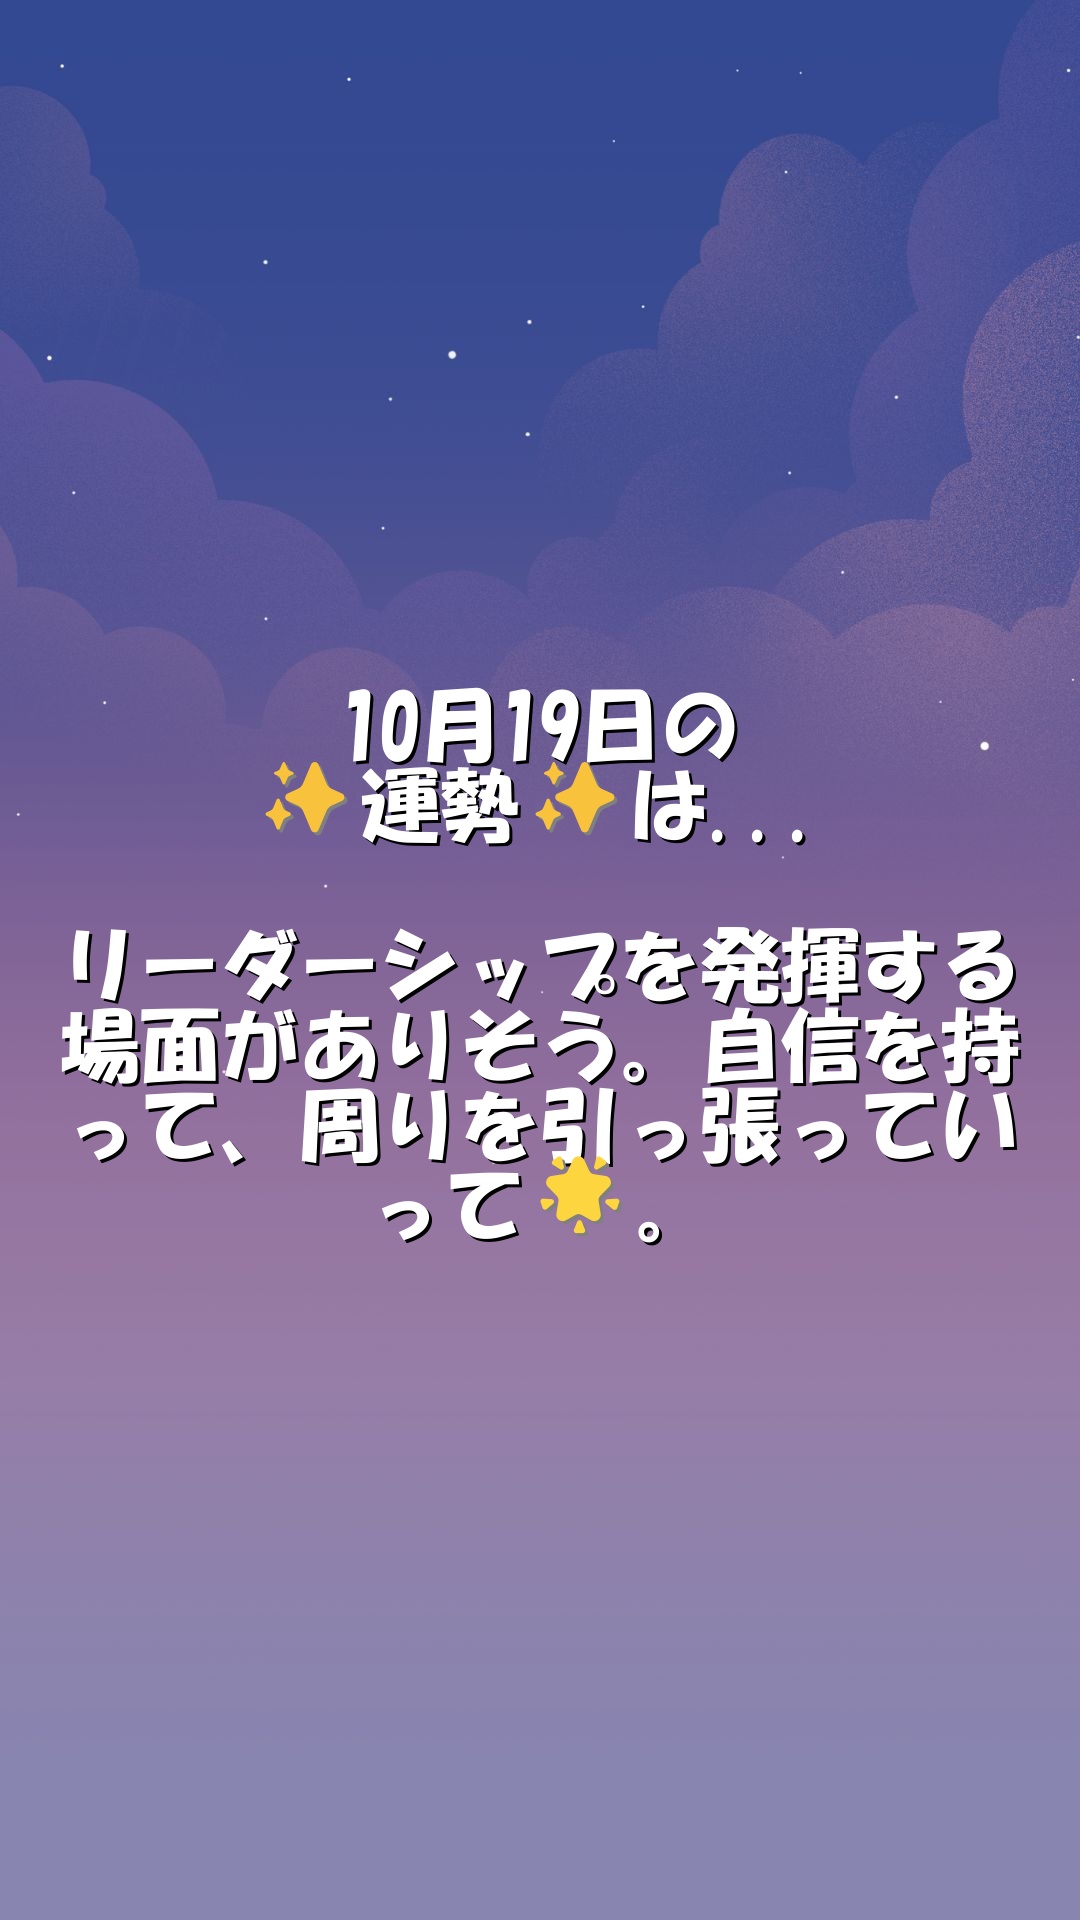 10月19日の
✨運勢✨は...
リーダーシップを発揮する
場面がありそう。自信を持
って、周りを引っ張ってい
って🌟。